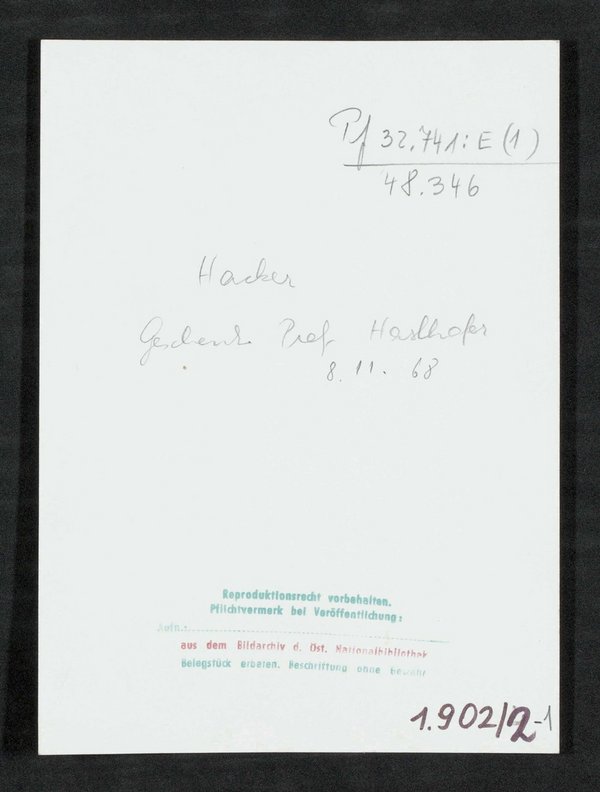 Pf 32.741: E (1)
48.346
Hacker
Geschenk Prof Haslhofer
8. 11. 68
Reproduktionsrecht vorbehalten.
Pflichtvermerk bei Veröffentlichung:
Aufn.:
aus dem Bildarchiv d. Öst. Nationalbibliothek
Belegstück erbeten. Beschriftung ohne Gewähr
1.902/2-1